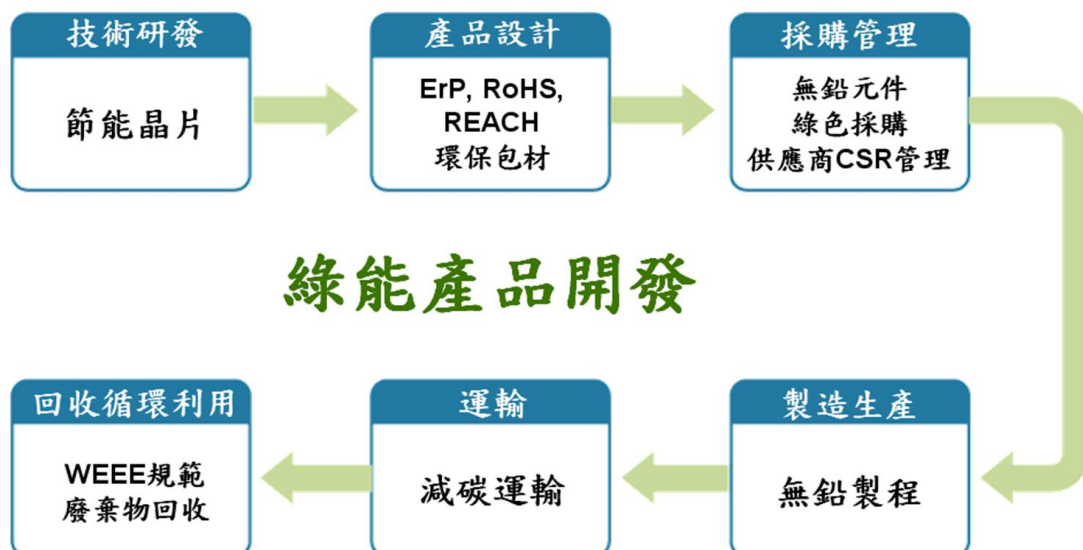 技術研發
節能晶片
產品設計
ErP, RoHS,
REACH
環保包材
採購管理
無鉛元件
綠色採購
供應商CSR管理
綠能產品開發
製造生產
無鉛製程
運輸
減碳運輸
回收循環利用
WEEE規範
廢棄物回收